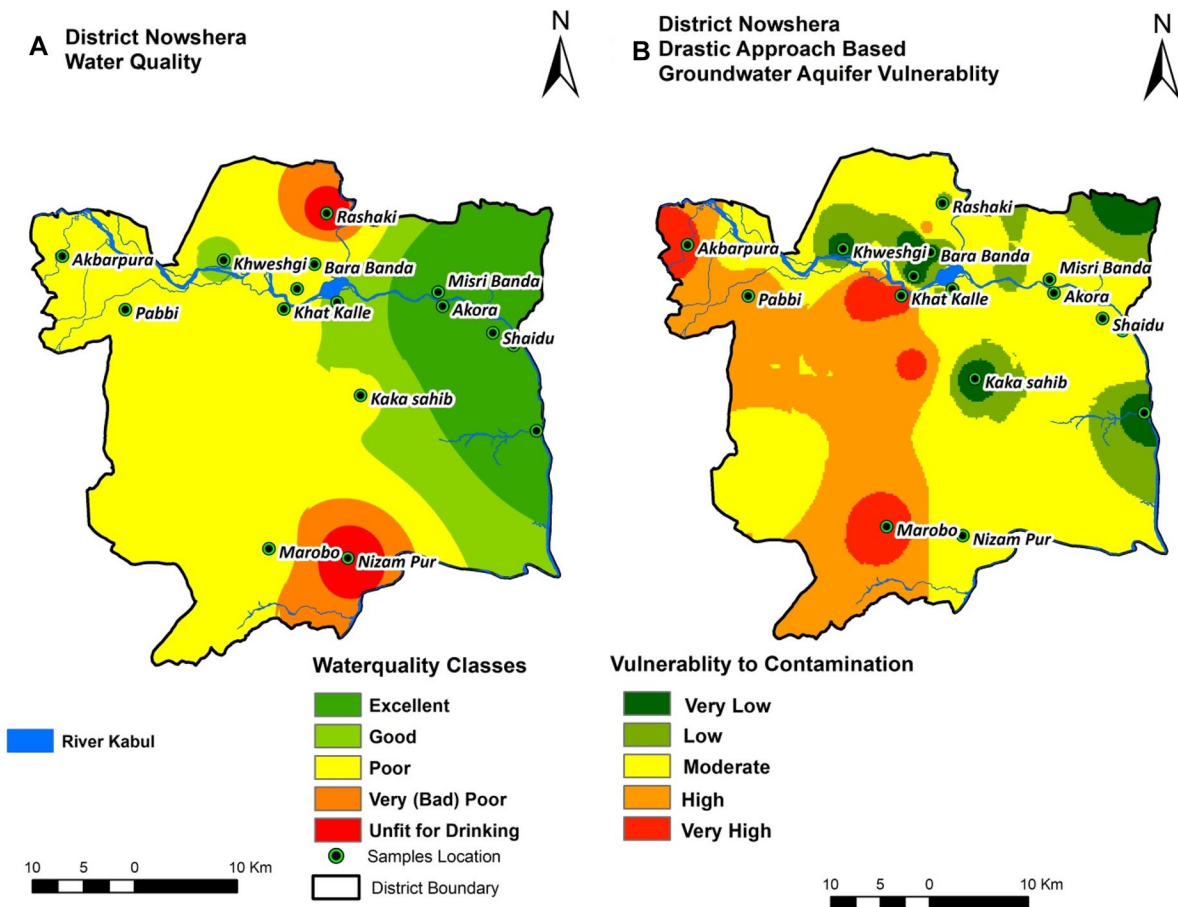 A
District Nowshera
Water Quality
N
Rashaki
Akbarpura
Khweshgi
Bara Banda
Misri Banda
Pabbi
Khat Kalle
Akora
Shaidu
Kaka sahib
Marobo
Nizam Pur
River Kabul
Waterquality Classes
Excellent
Good
Poor
Very (Bad) Poor
Unfit for Drinking
Samples Location
District Boundary
10 5 0 10 Km
B
District Nowshera
Drastic Approach Based
Groundwater Aquifer Vulnerablity
N
Rashaki
Akbarpura
Khweshgi
Bara Banda
Misri Banda
Pabbi
Khat Kalle
Akora
Shaidu
Kaka sahib
Marobo
Nizam Pur
Vulnerablity to Contamination
Very Low
Low
Moderate
High
Very High
10 5 0 10 Km